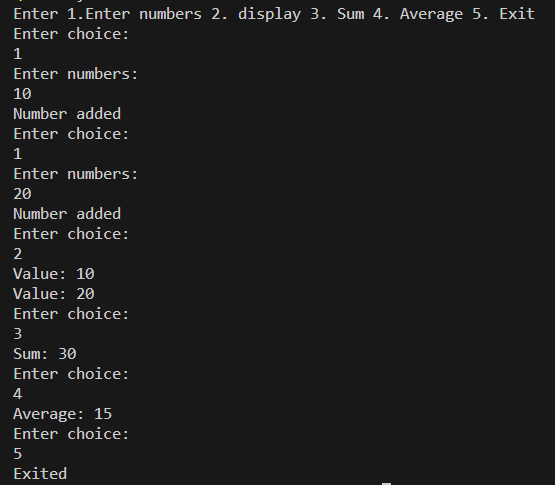 Enter 1.Enter numbers 2. display 3. Sum 4. Average 5. Exit
Enter choice:
1
Enter numbers:
10
Number added
Enter choice:
1
Enter numbers:
20
Number added
Enter choice:
2
Value: 10
Value: 20
Enter choice:
3
Sum: 30
Enter choice:
4
Average: 15
Enter choice:
5
Exited